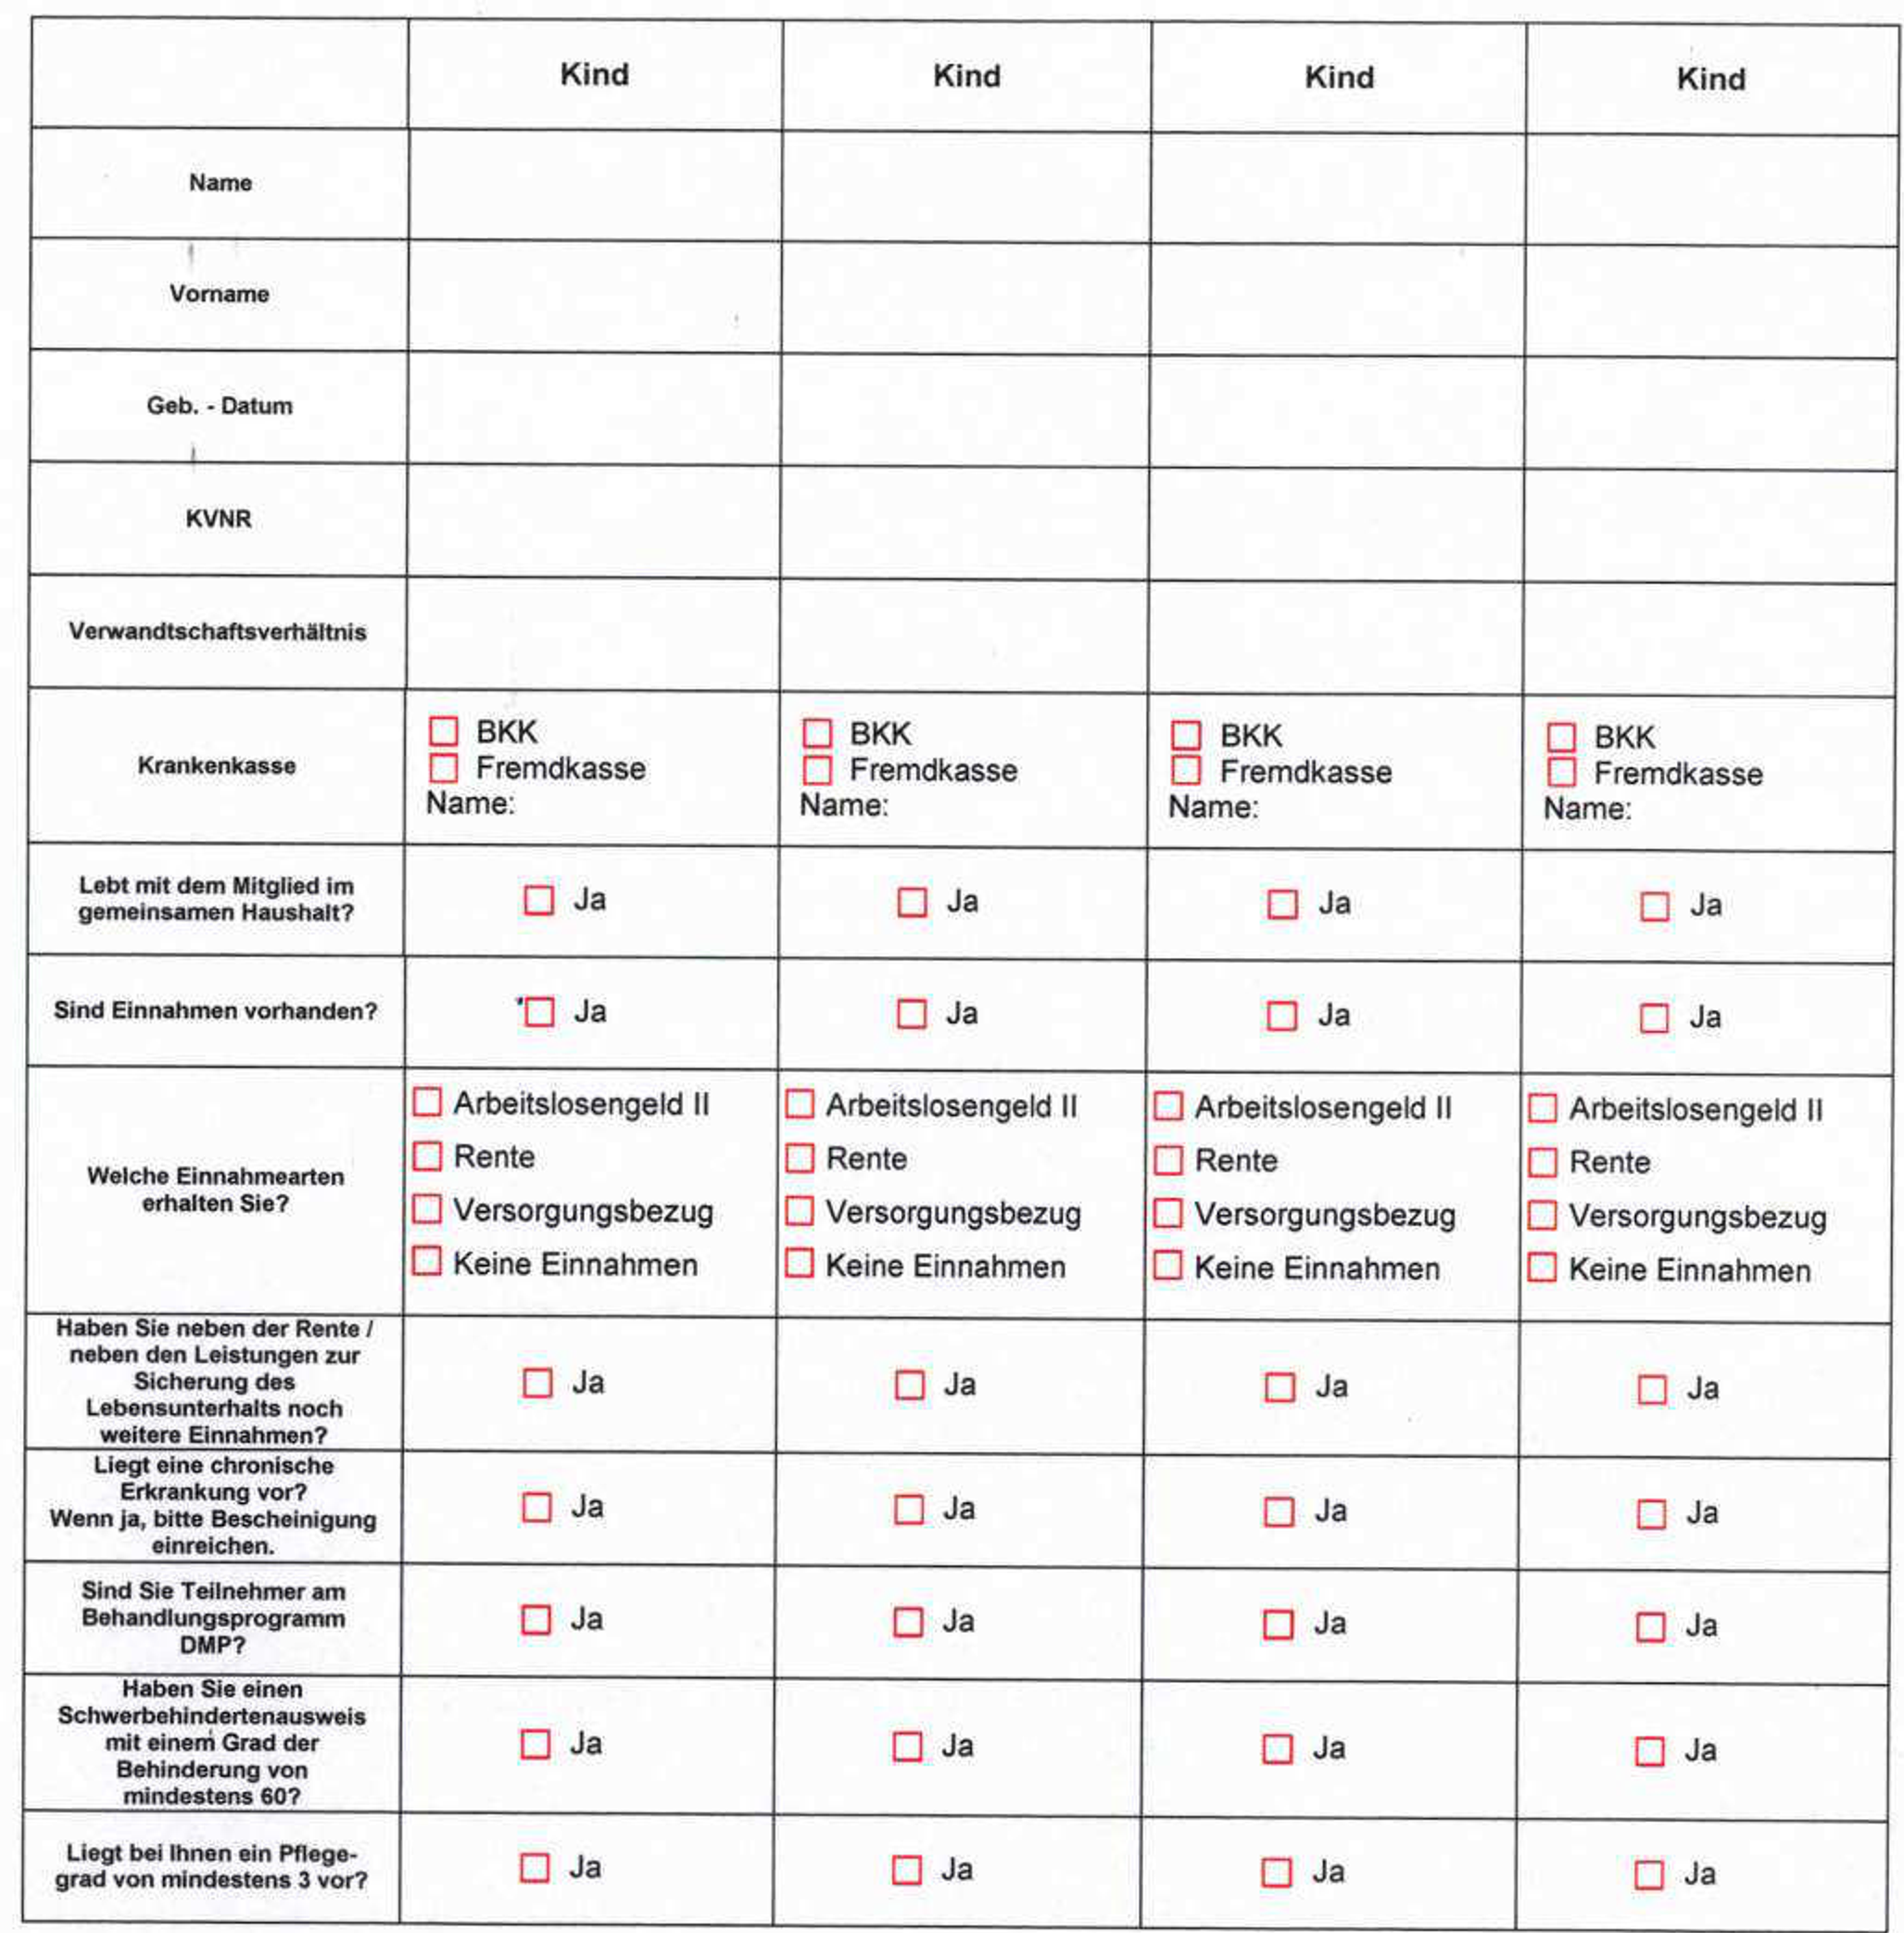 Kind Kind Kind Kind
Name
Vorname
Geb. - Datum
KVNR
Verwandtschaftsverhältnis
Krankenkasse
BKK
Fremdkasse
Name:
BKK
Fremdkasse
Name:
BKK
Fremdkasse
Name:
BKK
Fremdkasse
Name:
Lebt mit dem Mitglied im
gemeinsamen Haushalt?
Ja Ja Ja Ja
Sind Einnahmen vorhanden? Ja Ja Ja Ja
Welche Einnahmearten
erhalten Sie?
Arbeitslosengeld II
Rente
Versorgungsbezug
Keine Einnahmen
Arbeitslosengeld II
Rente
Versorgungsbezug
Keine Einnahmen
Arbeitslosengeld II
Rente
Versorgungsbezug
Keine Einnahmen
Arbeitslosengeld II
Rente
Versorgungsbezug
Keine Einnahmen
Haben Sie neben der Rente /
neben den Leistungen zur
Sicherung des
Lebensunterhalts noch
weitere Einnahmen?
Ja Ja Ja Ja
Liegt eine chronische
Erkrankung vor?
Wenn ja, bitte Bescheinigung
einreichen.
Ja Ja Ja Ja
Sind Sie Teilnehmer am
Behandlungsprogramm
DMP?
Ja Ja Ja Ja
Haben Sie einen
Schwerbehindertenausweis
mit einem Grad der
Behinderung von
mindestens 60?
Ja Ja Ja Ja
Liegt bei Ihnen ein Pflege-
grad von mindestens 3 vor?
Ja Ja Ja Ja